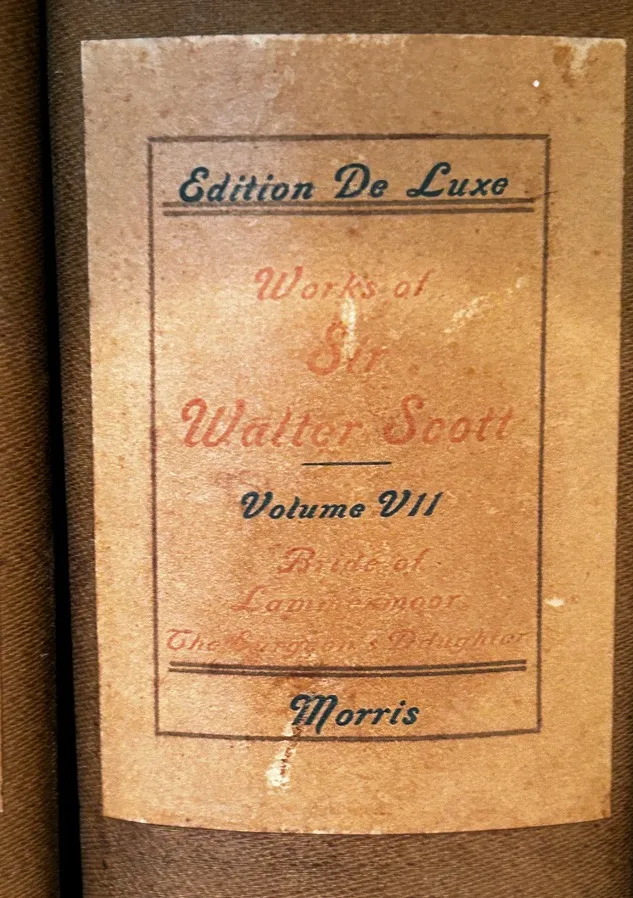 Edition De Luxe
Works of
Sir
Walter Scott
Volume VII
Bride of
Lammermoor
The Surgeon's Daughter
Morris